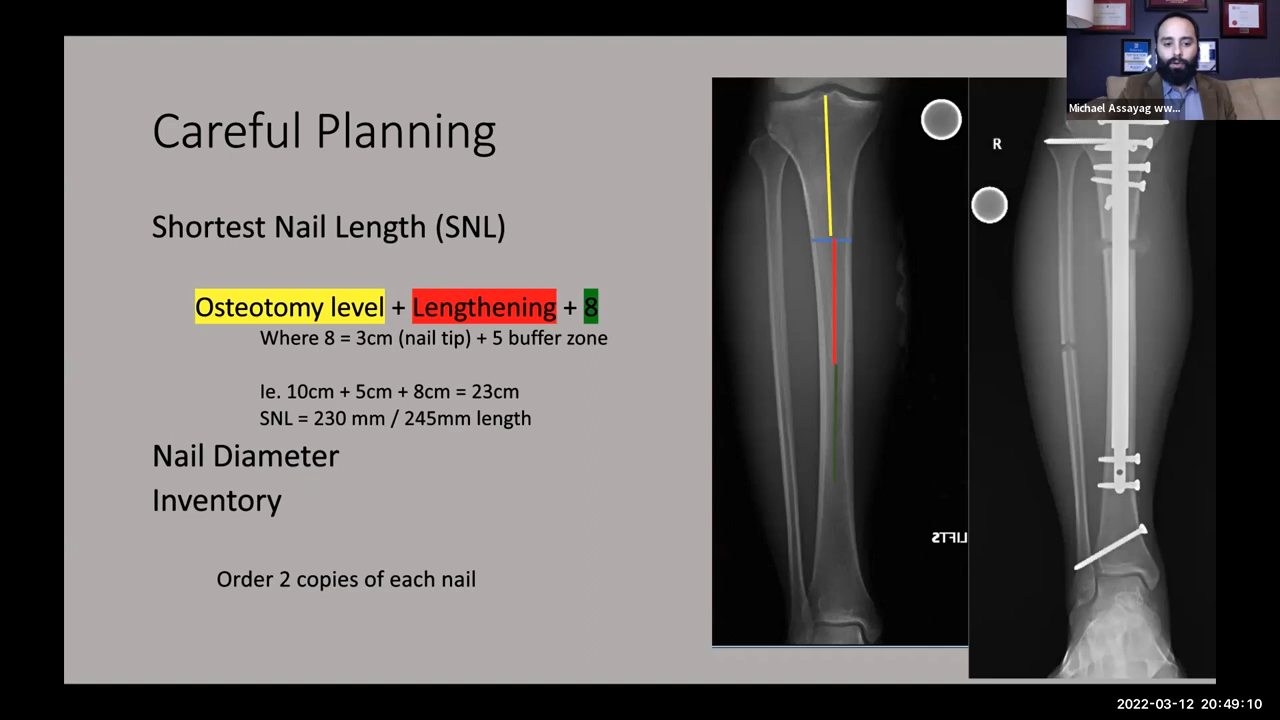 Careful Planning
Shortest Nail Length (SNL)
Osteotomy level + Lengthening + 8
Where 8 = 3cm (nail tip) + 5 buffer zone
Ie. 10cm + 5cm + 8cm = 23cm
SNL = 230 mm / 245mm length
Nail Diameter
Inventory
Order 2 copies of each nail
R
LIFTS
Michael Assayag ww...
2022-03-12 20:49:10